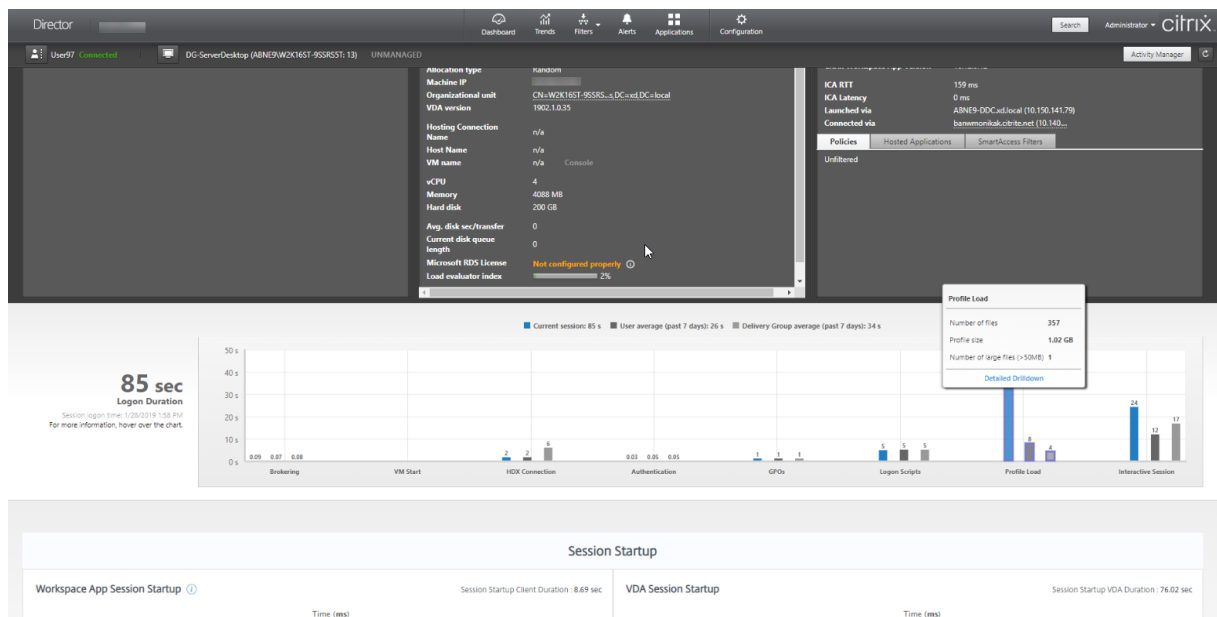 Director
Dashboard
Trends
Filters
Alerts
Applications
Configuration
Search
Administrator
citrix
User97 Connected
DG-ServerDesktop (ABNE9\W2K16ST-9SSRS5T: 13)
UNMANAGED
Activity Manager
Allocation type Random
Machine IP
Organizational unit CN=W2K16ST-9SSRS...s,DC=xd,DC=local
VDA version 1902.1.0.35
Hosting Connection
Name n/a
Host Name n/a
VM name n/a Console
vCPU 4
Memory 4088 MB
Hard disk 200 GB
Avg. disk sec/transfer 0
Current disk queue
length 0
Microsoft RDS License Not configured properly
Load evaluator index 2%
ICA RTT 159 ms
ICA Latency 0 ms
Launched via ABNE9-DDC.xd.local (10.150.141.79)
Connected via banwmonikak.citrite.net (10.140....
Policies Hosted Applications SmartAccess Filters
Unfiltered
Profile Load
Number of files 357
Profile size 1.02 GB
Number of large files (>50MB) 1
Detailed Drilldown
Current session: 85 s User average (past 7 days): 26 s Delivery Group average (past 7 days): 34 s
85 sec
Logon Duration
Session logon time: 1/28/2019 1:58 PM
For more information, hover over the chart.
50 s
40 s
30 s
20 s
10 s
0 s
0.09 0.07 0.08
2 2 6
0.03 0.05 0.05
1 1 1
5 5 5
8 4
24 12 17
Brokering VM Start HDX Connection Authentication GPOs Logon Scripts Profile Load Interactive Session
Session Startup
Workspace App Session Startup
Session Startup Client Duration : 8.69 sec
Time (ms)
VDA Session Startup
Session Startup VDA Duration : 76.02 sec
Time (ms)